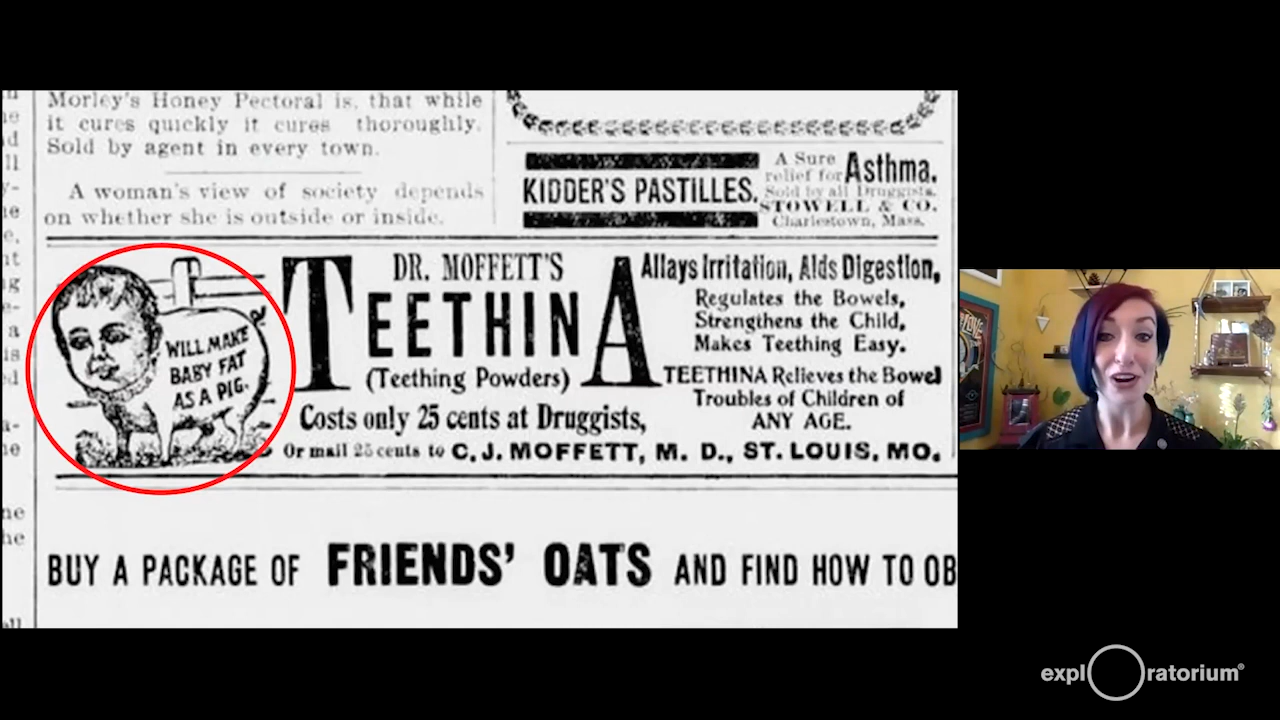 Morley's Honey Pectoral is, that while
it cures quickly it cures thoroughly.
Sold by agent in every town.
A woman's view of society depends
on whether she is outside or inside.
KIDDER'S PASTILLES.
A Sure
relief for Asthma.
Sold by all Druggists.
STOWELL & CO.
Charlestown, Mass.
WILL MAKE
BABY FAT
AS A PIG.
DR. MOFFETT'S
TEETHINA
(Teething Powders)
Costs only 25 cents at Druggists,
Or mail 25 cents to C. J. MOFFETT, M. D., ST. LOUIS, MO.
Allays Irritation, Aids Digestion,
Regulates the Bowels,
Strengthens the Child,
Makes Teething Easy.
TEETHINA Relieves the Bowel
Troubles of Children of
ANY AGE.
BUY A PACKAGE OF FRIENDS' OATS AND FIND HOW TO OB
exploratorium®